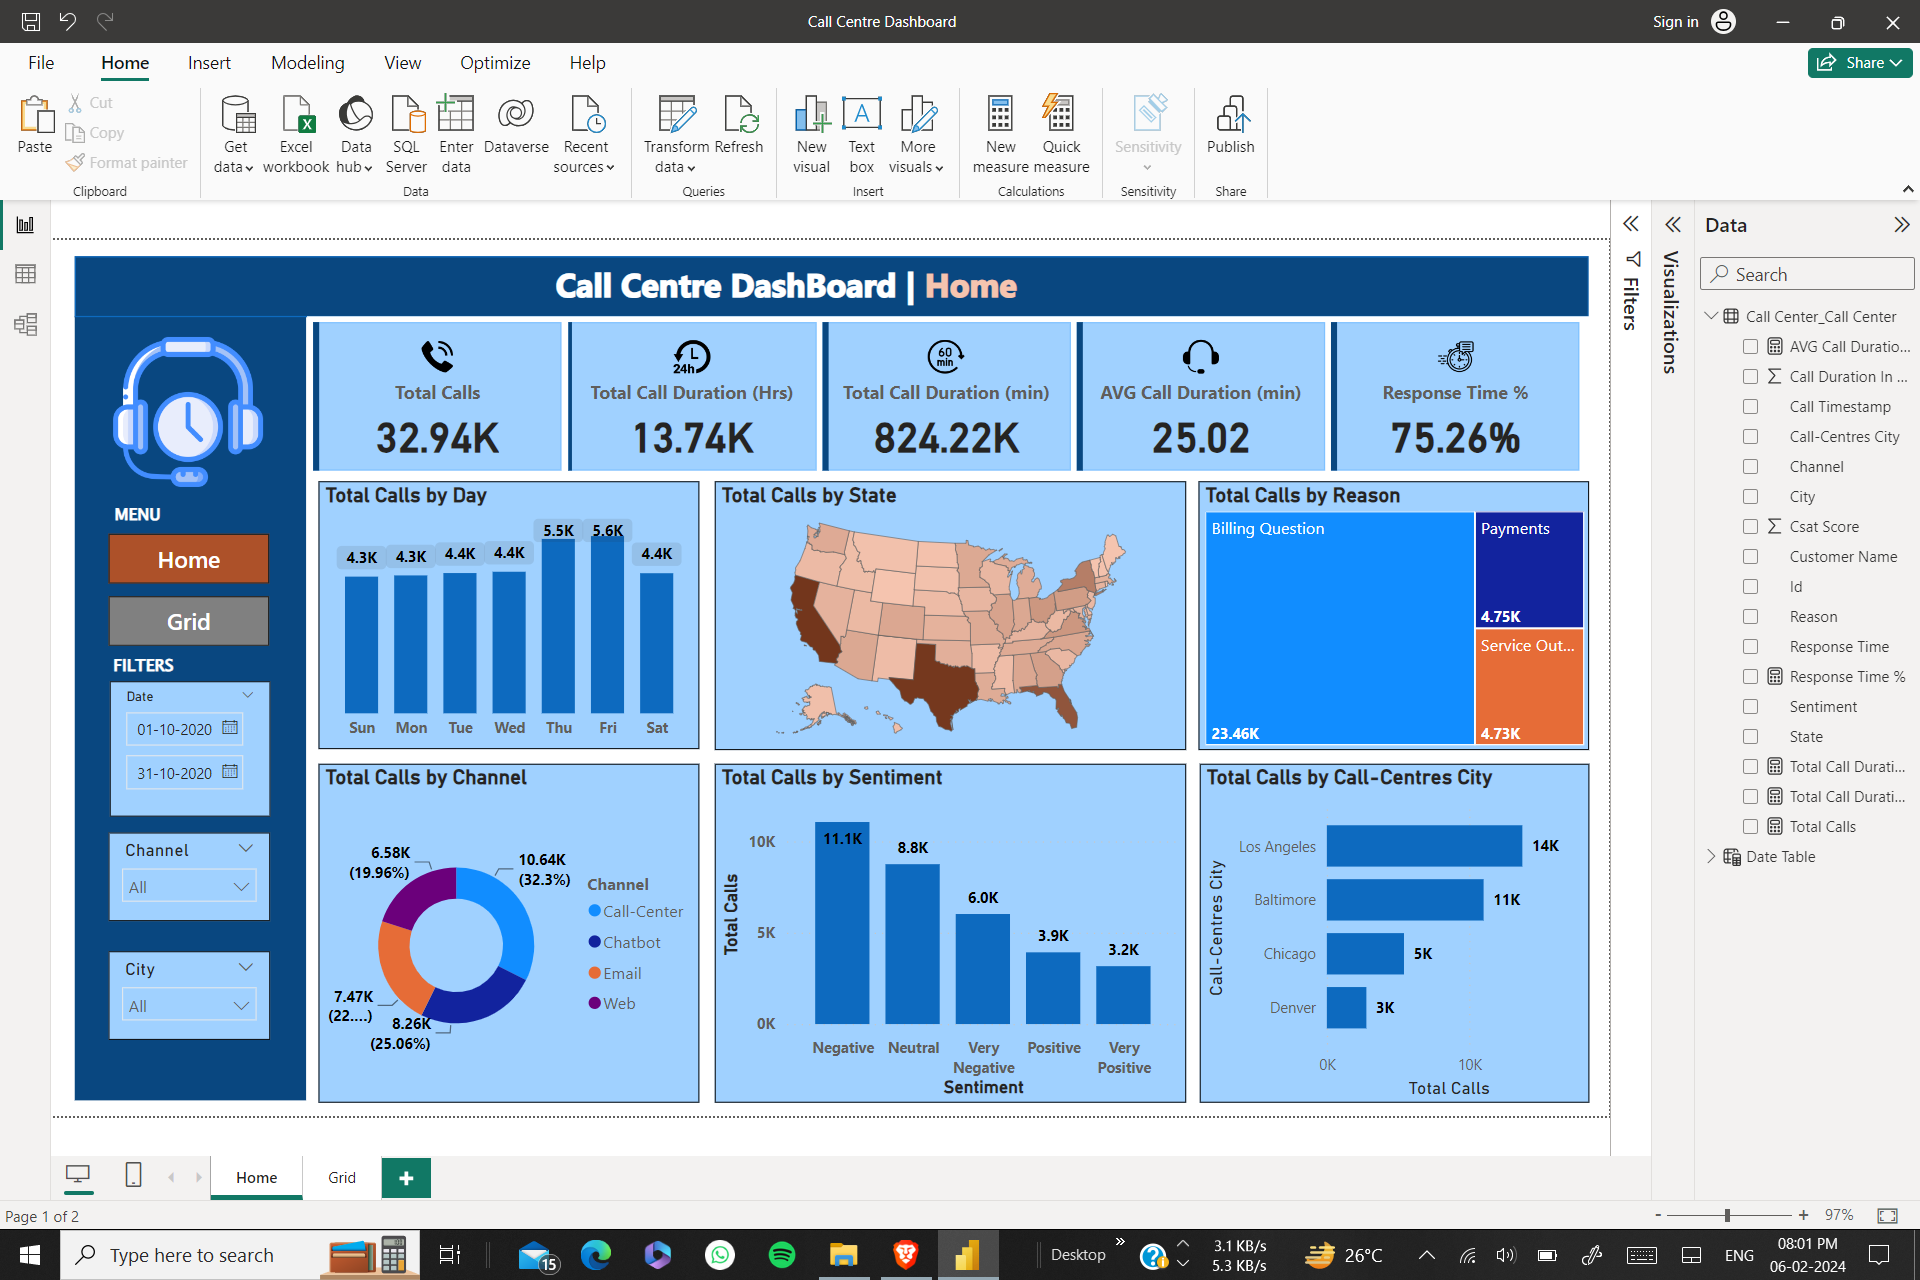 Call Centre Dashboard
Sign in
File Home Insert Modeling View Optimize Help
Share
Paste
Cut
Copy
Format painter
Clipboard
Get data
Excel workbook
Data hub
SQL Server
Enter data
Dataverse
Recent sources
Data
Transform data
Refresh
Queries
New visual
Text box
A
More visuals
Insert
New measure
Quick measure
Calculations
Sensitivity
Sensitivity
Publish
Share
Call Centre DashBoard | Home
MENU
Home
Grid
FILTERS
Date
01-10-2020
31-10-2020
Channel
All
City
All
Total Calls
32.94K
24h
Total Call Duration (Hrs)
13.74K
60 min
Total Call Duration (min)
824.22K
AVG Call Duration (min)
25.02
Response Time %
75.26%
Total Calls by Day
4.3K 4.3K 4.4K 4.4K 5.5K 5.6K 4.4K
Sun Mon Tue Wed Thu Fri Sat
Total Calls by State
Total Calls by Reason
Billing Question
23.46K
Payments
4.75K
Service Out...
4.73K
Total Calls by Channel
6.58K
(19.96%)
10.64K
(32.3%)
7.47K
(22....)
8.26K
(25.06%)
Channel
Call-Center
Chatbot
Email
Web
Total Calls by Sentiment
Total Calls
10K
5K
0K
11.1K
8.8K
6.0K
3.9K
3.2K
Negative
Neutral
Very Negative
Positive
Very Positive
Sentiment
Total Calls by Call-Centres City
Call-Centres City
Los Angeles 14K
Baltimore 11K
Chicago 5K
Denver 3K
0K 10K
Total Calls
Filters
Visualizations
Data
Search
Call Center_Call Center
AVG Call Duratio...
Call Duration In ...
Call Timestamp
Call-Centres City
Channel
City
Csat Score
Customer Name
Id
Reason
Response Time
Response Time %
Sentiment
State
Total Call Durati...
Total Call Durati...
Total Calls
Date Table
Home
Grid
Page 1 of 2
- + 97%
Type here to search
15
Desktop
3.1 KB/s
5.3 KB/s
26°C
ENG
08:01 PM
06-02-2024